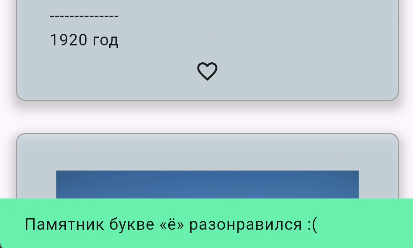 --------------
1920 год
Памятник букве «ё» разонравился :(